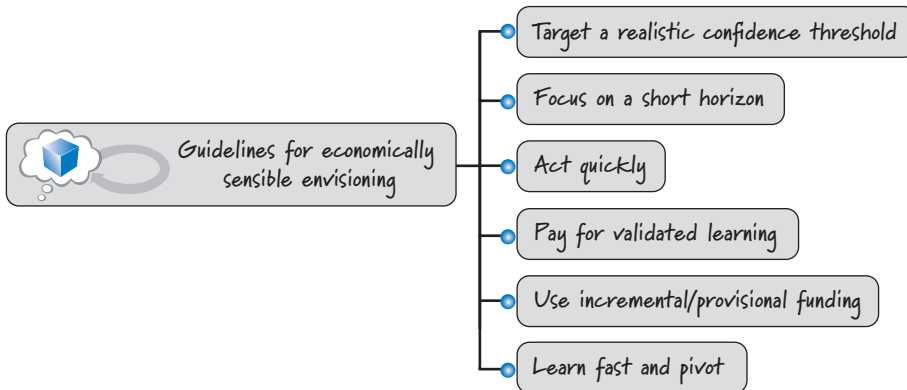 Guidelines for economically
sensible envisioning
Target a realistic confidence threshold
Focus on a short horizon
Act quickly
Pay for validated learning
Use incremental/provisional funding
Learn fast and pivot